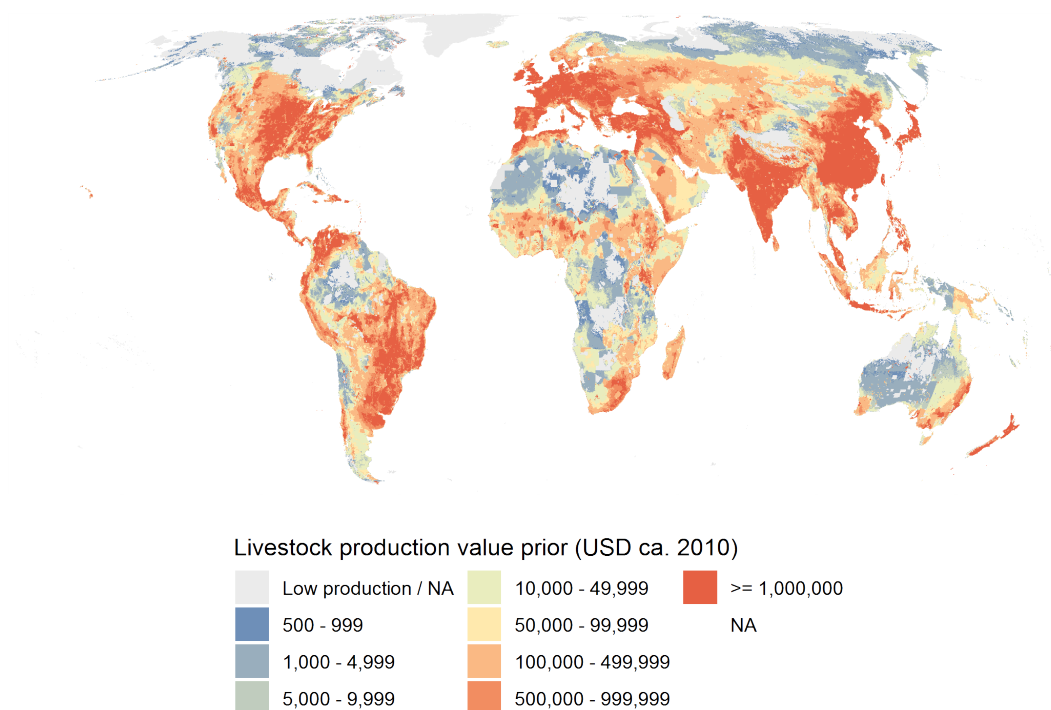 Livestock production value prior (USD ca. 2010)
Low production / NA
500 - 999
1,000 - 4,999
5,000 - 9,999
10,000 - 49,999
50,000 - 99,999
100,000 - 499,999
500,000 - 999,999
>= 1,000,000
NA